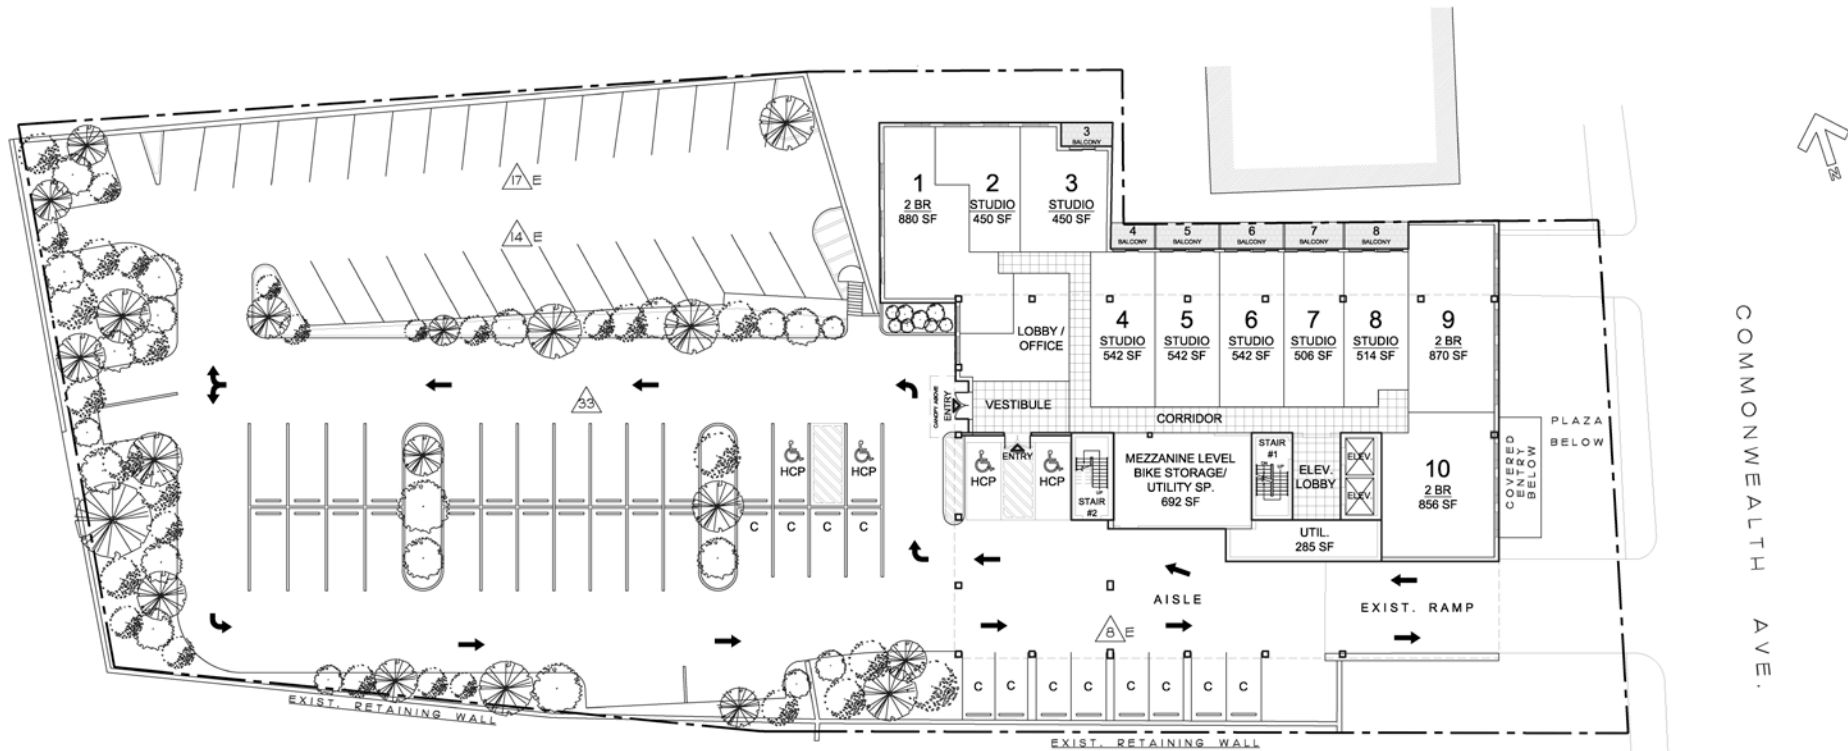 17 E
14 E
33
8 E
1
2 BR
880 SF
2
STUDIO
450 SF
3
STUDIO
450 SF
3
BALCONY
4
BALCONY
5
BALCONY
6
BALCONY
7
BALCONY
8
BALCONY
4
STUDIO
542 SF
5
STUDIO
542 SF
6
STUDIO
542 SF
7
STUDIO
506 SF
8
STUDIO
514 SF
9
2 BR
870 SF
10
2 BR
856 SF
LOBBY /
OFFICE
CANOPY ABOVE
ENTRY
VESTIBULE
CORRIDOR
HCP
HCP
HCP
ENTRY
HCP
UP
STAIR
#2
MEZZANINE LEVEL
BIKE STORAGE/
UTILITY SP.
692 SF
STAIR
#1
UP
ELEV.
LOBBY
ELEV.
ELEV.
UTIL.
285 SF
C
C
C
C
AISLE
EXIST. RAMP
C
C
C
C
C
C
C
C
COVERED
ENTRY
BELOW
PLAZA
BELOW
COMMONWEALTH AVE.
N
EXIST. RETAINING WALL
EXIST. RETAINING WALL